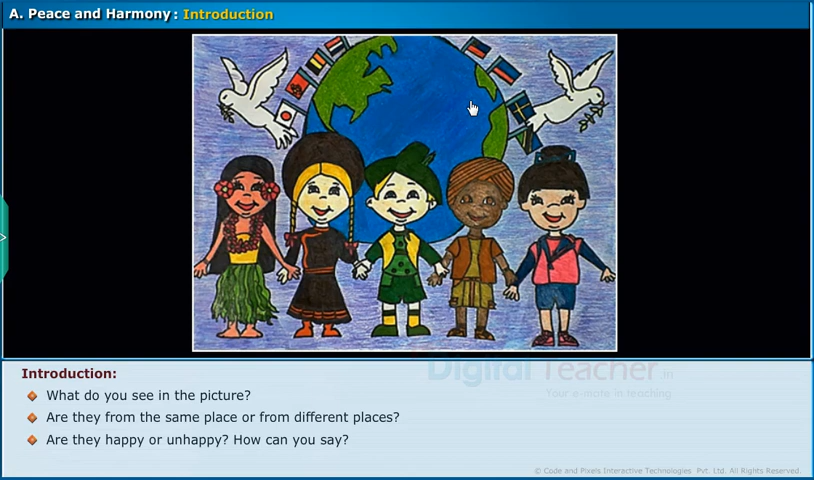 A. Peace and Harmony : Introduction
Introduction:
What do you see in the picture?
Are they from the same place or from different places?
Are they happy or unhappy? How can you say?
Digital Teacher.in
Your e-mate in teaching
© Code and Pixels Interactive Technologies Pvt. Ltd. All Rights Reserved.